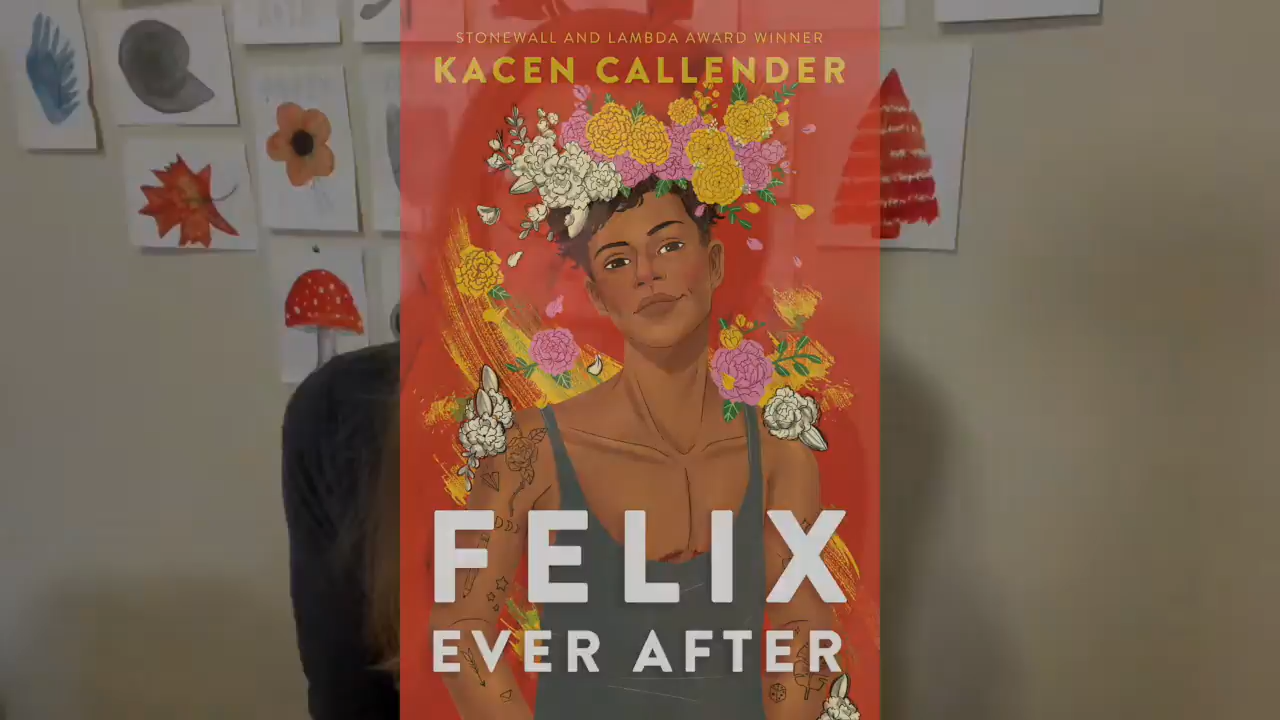 STONEWALL AND LAMBDA AWARD WINNER
KACEN CALLENDER
FELIX
EVER AFTER